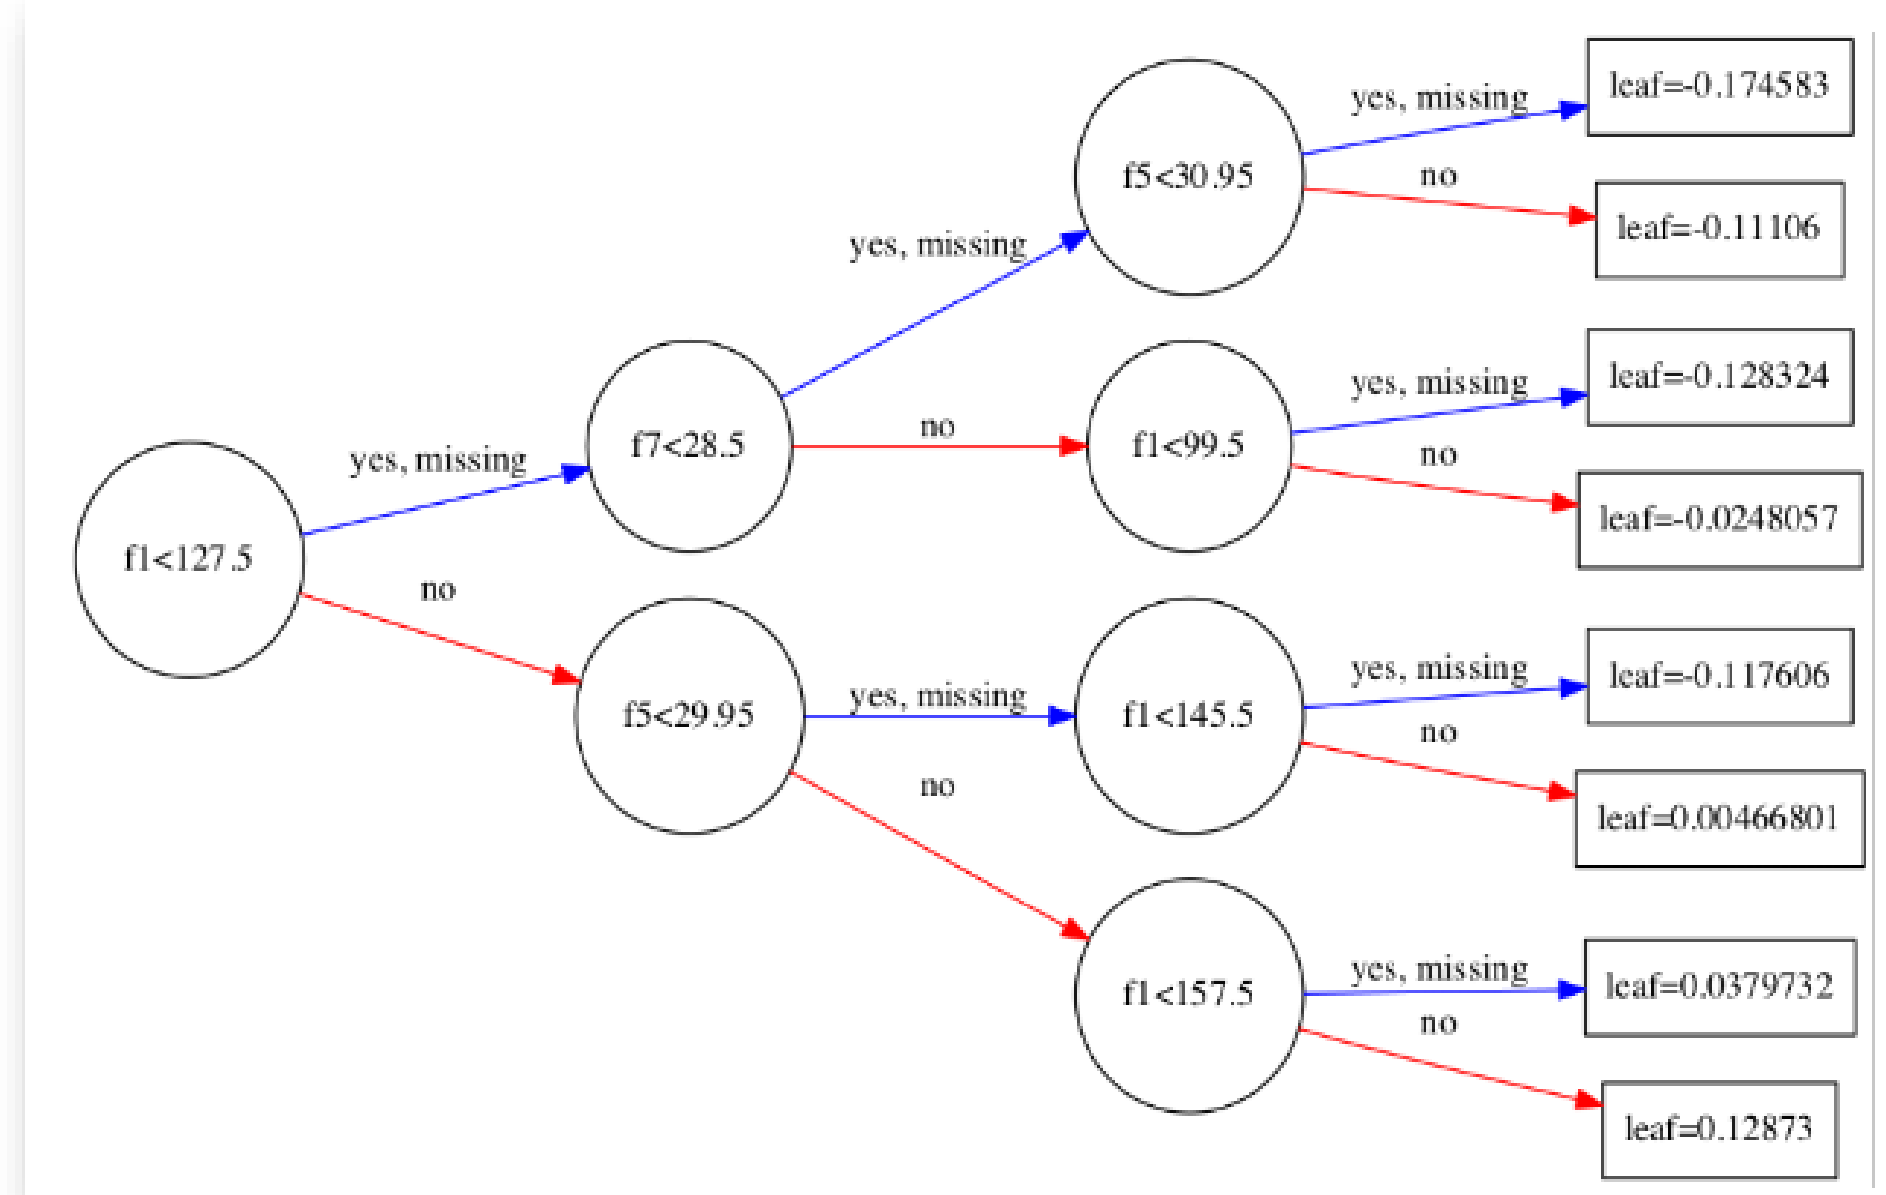 f1<127.5
yes, missing
no
f7<28.5
f5<29.95
yes, missing
no
yes, missing
no
f5<30.95
f1<99.5
f1<145.5
f1<157.5
yes, missing
no
yes, missing
no
yes, missing
no
yes, missing
no
leaf=-0.174583
leaf=-0.11106
leaf=-0.128324
leaf=-0.0248057
leaf=-0.117606
leaf=0.00466801
leaf=0.0379732
leaf=0.12873